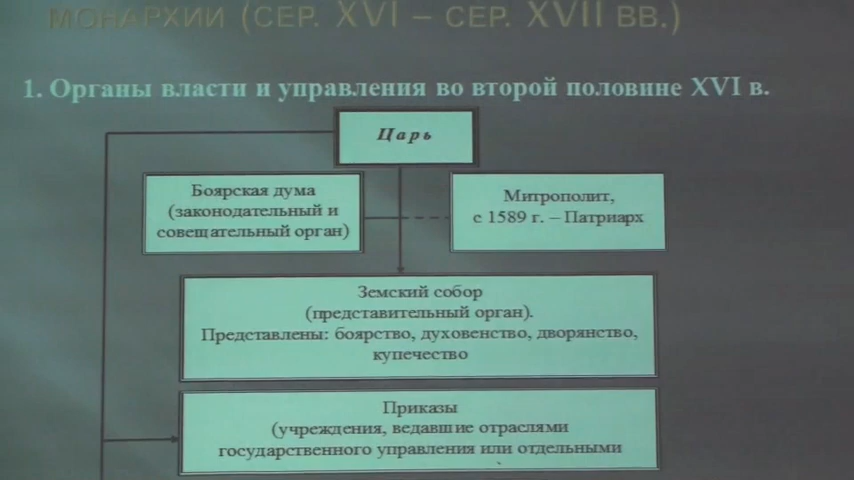 МОНАРХИИ (СЕР. XVI – СЕР. XVII ВВ.)
1. Органы власти и управления во второй половине XVI в.
Царь
Боярская дума
(законодательный и
совещательный орган)
Митрополит,
с 1589 г. – Патриарх
Земский собор
(представительный орган).
Представлены: боярство, духовенство, дворянство,
купечество
Приказы
(учреждения, ведавшие отраслями
государственного управления или отдельными